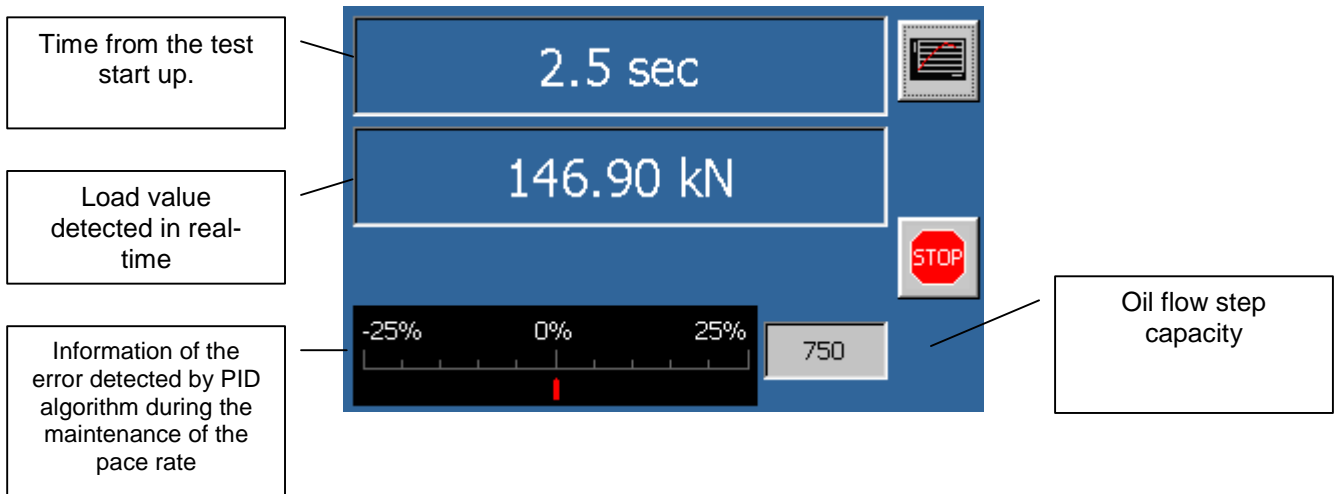 Time from the test
start up.
2.5 sec
Load value
detected in real-
time
146.90 kN
STOP
Information of the
error detected by PID
algorithm during the
maintenance of the
pace rate
-25% 0% 25%
750
Oil flow step
capacity